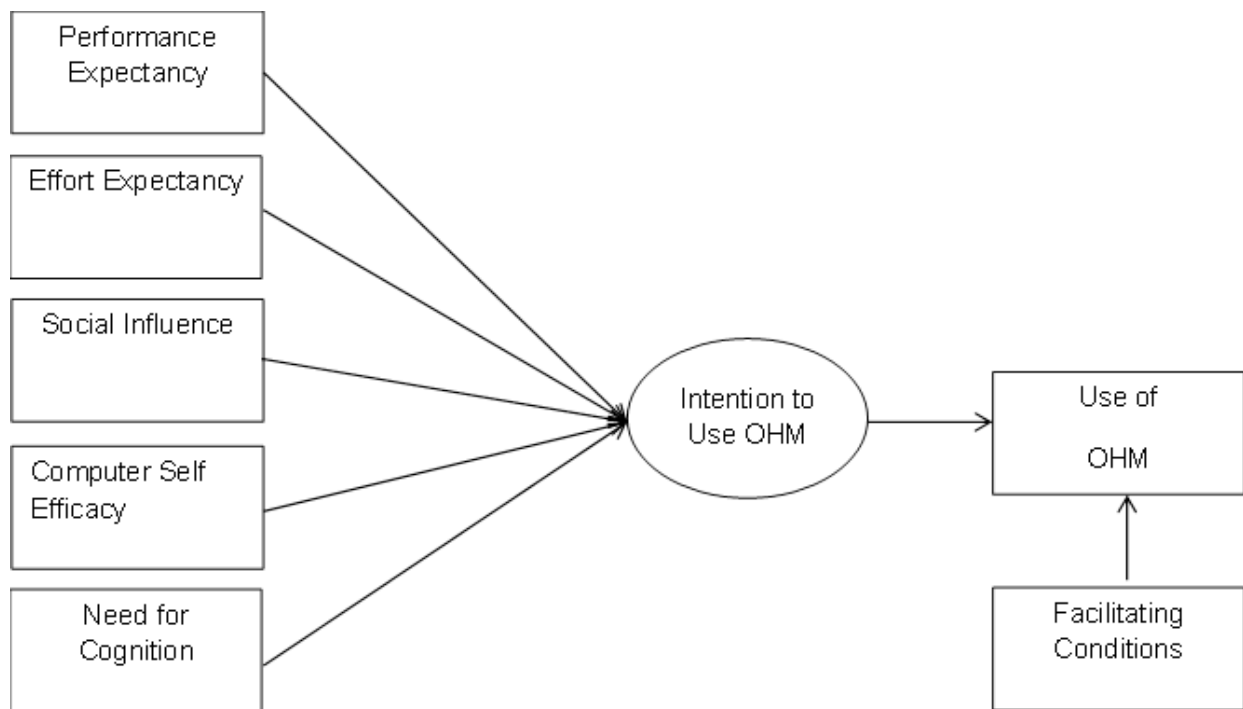 Performance
Expectancy
Effort Expectancy
Social Influence
Computer Self
Efficacy
Need for
Cognition
Intention to
Use OHM
Use of
OHM
Facilitating
Conditions